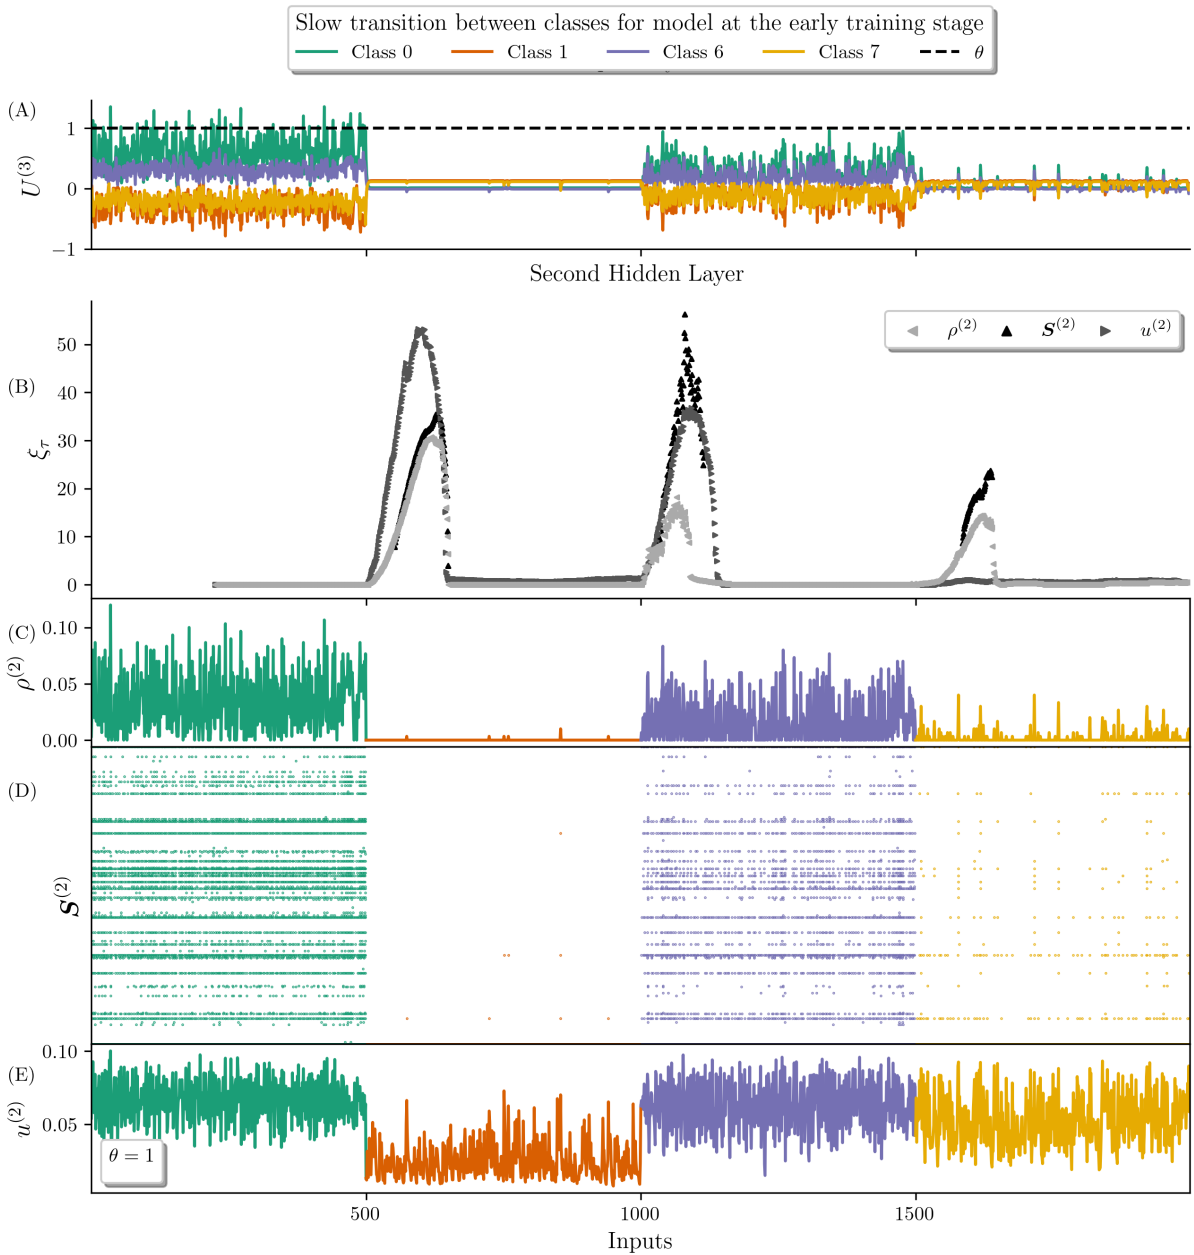 Slow transition between classes for model at the early training stage
Class 0 Class 1 Class 6 Class 7 θ
(A)
U⁽³⁾
1
0
−1
Second Hidden Layer
(B)
ξτ
50
40
30
20
10
0
ρ⁽²⁾ S⁽²⁾ u⁽²⁾
(C)
ρ⁽²⁾
0.10
0.05
0.00
(D)
S⁽²⁾
(E)
u⁽²⁾
0.10
0.05
θ = 1
500 1000 1500
Inputs